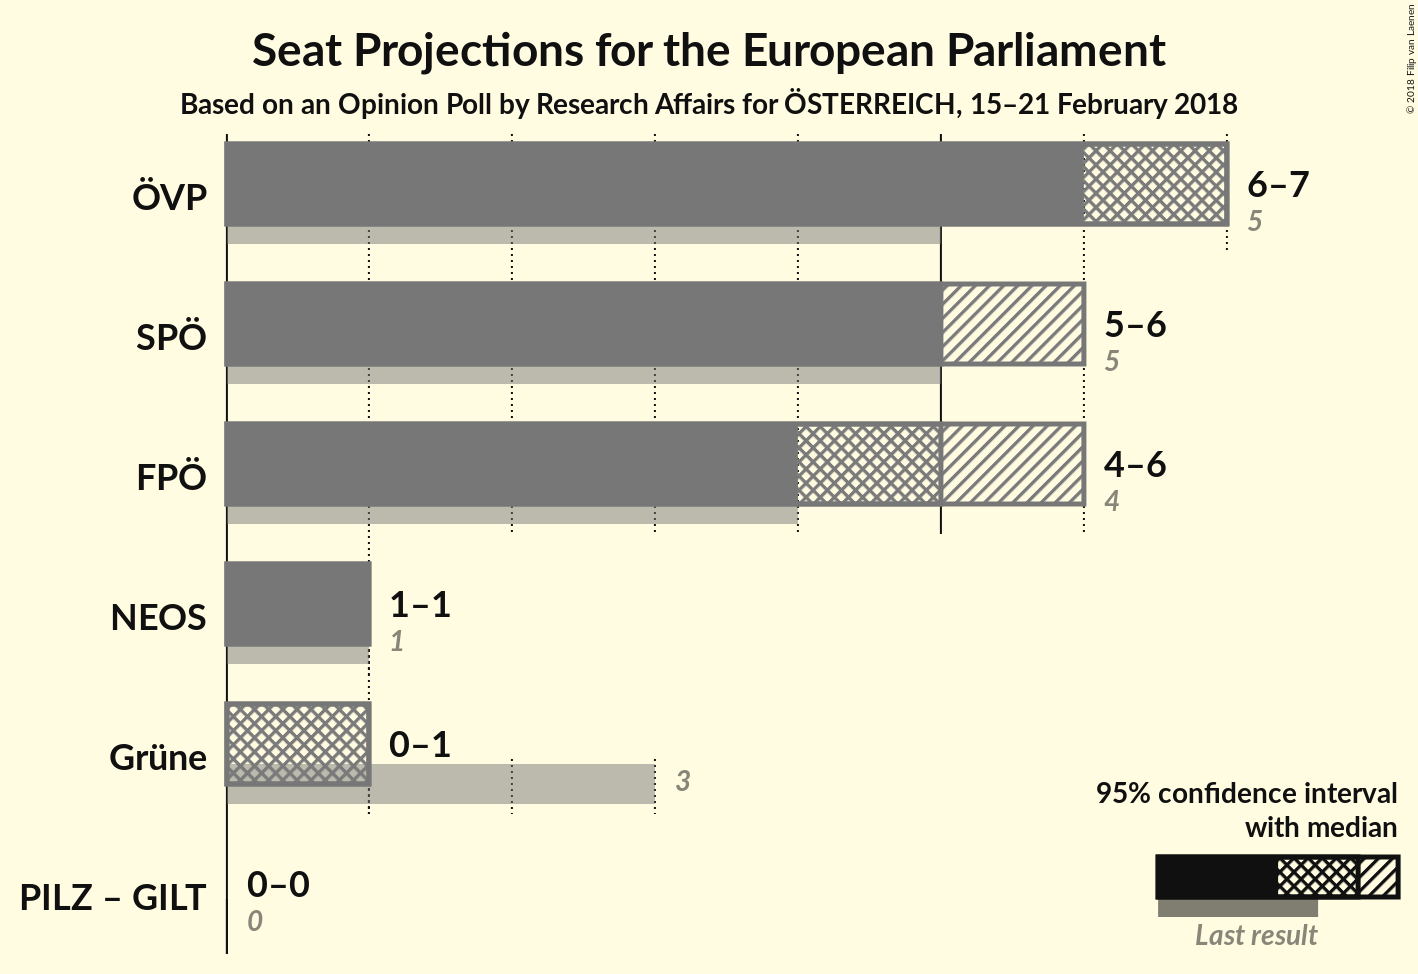 Seat Projections for the European Parliament
Based on an Opinion Poll by Research Affairs for ÖSTERREICH, 15–21 February 2018
© 2018 Filip van Laenen
ÖVP
6–7
5
SPÖ
5–6
5
FPÖ
4–6
4
NEOS
1–1
1
Grüne
0–1
3
PILZ – GILT
0–0
0
95% confidence interval
with median
Last result